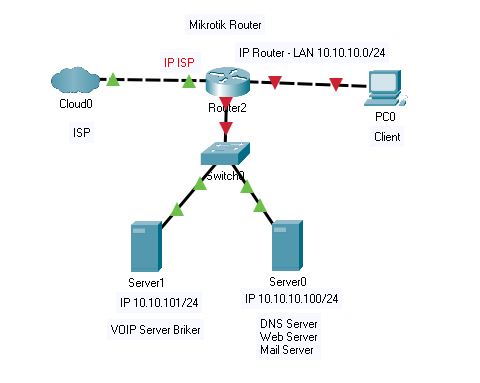 Mikrotik Router
IP ISP
IP Router - LAN 10.10.10.0/24
Cloud0
Router2
PC0
ISP
Client
Switch0
Server1
Server0
IP 10.10.101/24
IP 10.10.10.100/24
VOIP Server Briker
DNS Server
Web Server
Mail Server